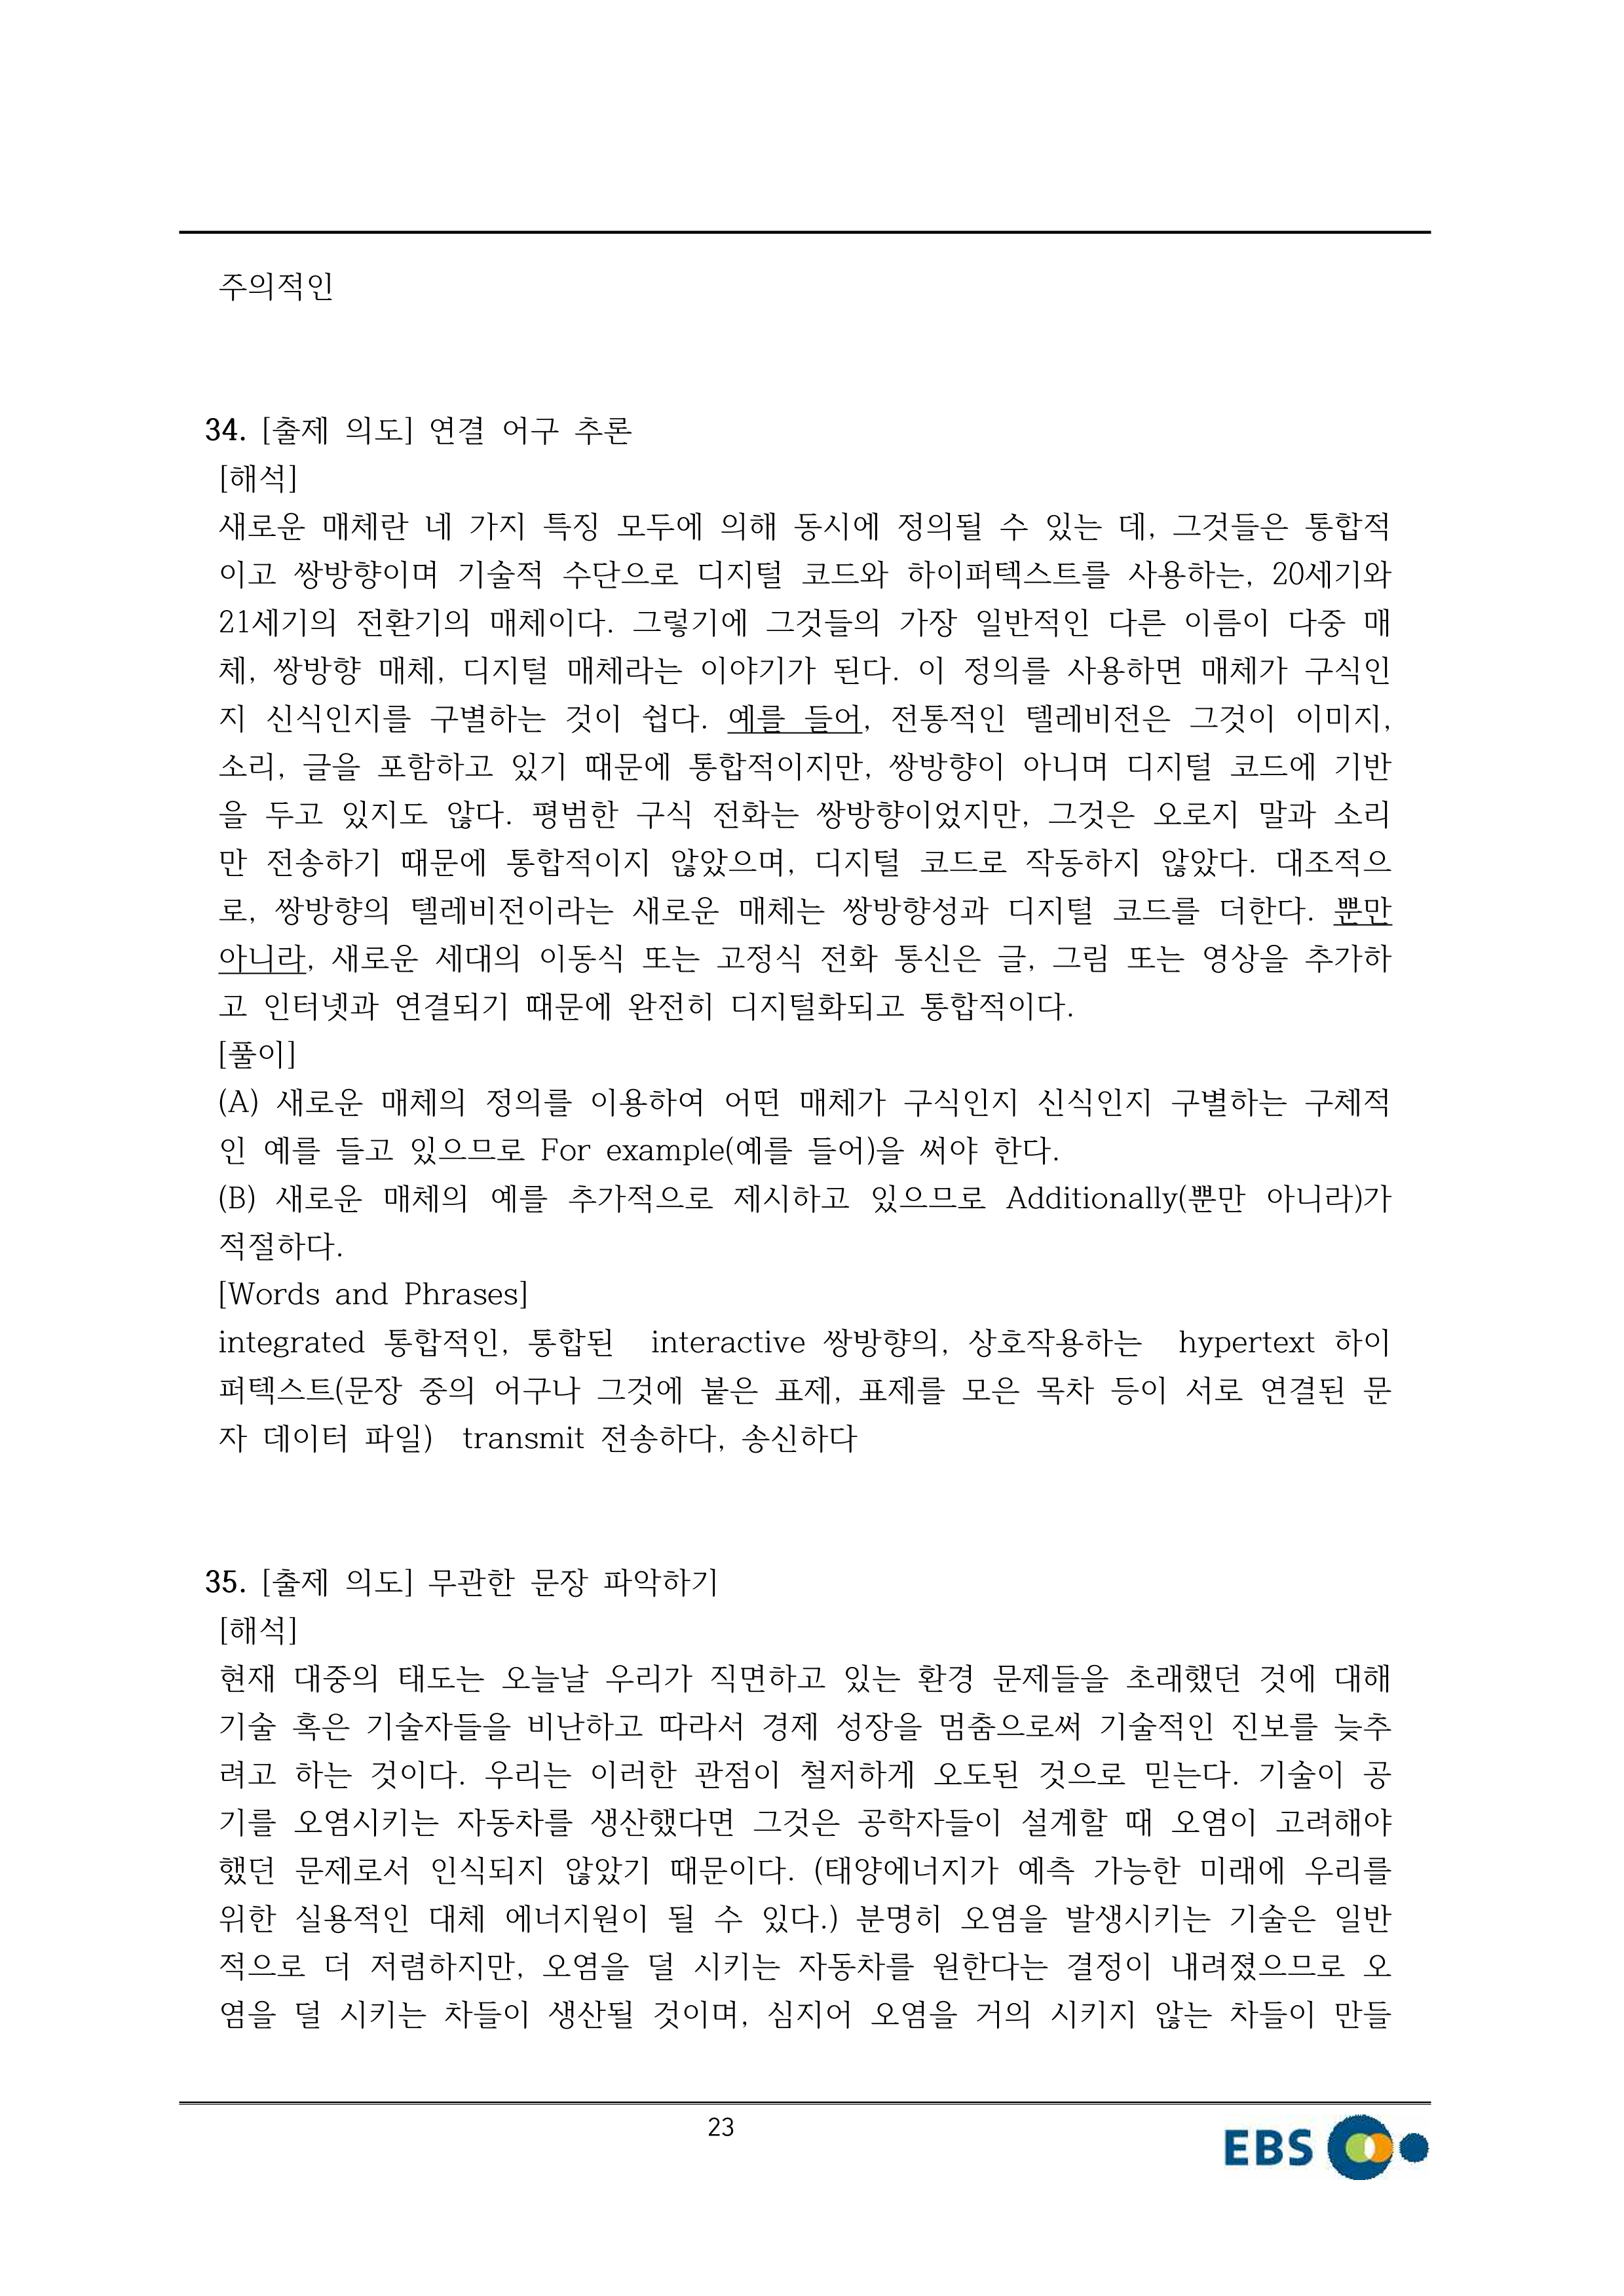 주의적인
34. [출제 의도] 연결 어구 추론
[해석]
새로운 매체란 네 가지 특징 모두에 의해 동시에 정의될 수 있는 데, 그것들은 통합적
이고 쌍방향이며 기술적 수단으로 디지털 코드와 하이퍼텍스트를 사용하는, 20세기와
21세기의 전환기의 매체이다. 그렇기에 그것들의 가장 일반적인 다른 이름이 다중 매
체, 쌍방향 매체, 디지털 매체라는 이야기가 된다. 이 정의를 사용하면 매체가 구식인
지 신식인지를 구별하는 것이 쉽다. 예를 들어, 전통적인 텔레비전은 그것이 이미지,
소리, 글을 포함하고 있기 때문에 통합적이지만, 쌍방향이 아니며 디지털 코드에 기반
을 두고 있지도 않다. 평범한 구식 전화는 쌍방향이었지만, 그것은 오로지 말과 소리
만 전송하기 때문에 통합적이지 않았으며, 디지털 코드로 작동하지 않았다. 대조적으
로, 쌍방향의 텔레비전이라는 새로운 매체는 쌍방향성과 디지털 코드를 더한다. 뿐만
아니라, 새로운 세대의 이동식 또는 고정식 전화 통신은 글, 그림 또는 영상을 추가하
고 인터넷과 연결되기 때문에 완전히 디지털화되고 통합적이다.
[풀이]
(A) 새로운 매체의 정의를 이용하여 어떤 매체가 구식인지 신식인지 구별하는 구체적
인 예를 들고 있으므로 For example(예를 들어)을 써야 한다.
(B) 새로운 매체의 예를 추가적으로 제시하고 있으므로 Additionally(뿐만 아니라)가
적절하다.
[Words and Phrases]
integrated 통합적인, 통합된 interactive 쌍방향의, 상호작용하는 hypertext 하이
퍼텍스트(문장 중의 어구나 그것에 붙은 표제, 표제를 모은 목차 등이 서로 연결된 문
자 데이터 파일) transmit 전송하다, 송신하다
35. [출제 의도] 무관한 문장 파악하기
[해석]
현재 대중의 태도는 오늘날 우리가 직면하고 있는 환경 문제들을 초래했던 것에 대해
기술 혹은 기술자들을 비난하고 따라서 경제 성장을 멈춤으로써 기술적인 진보를 늦추
려고 하는 것이다. 우리는 이러한 관점이 철저하게 오도된 것으로 믿는다. 기술이 공
기를 오염시키는 자동차를 생산했다면 그것은 공학자들이 설계할 때 오염이 고려해야
했던 문제로서 인식되지 않았기 때문이다. (태양에너지가 예측 가능한 미래에 우리를
위한 실용적인 대체 에너지원이 될 수 있다.) 분명히 오염을 발생시키는 기술은 일반
적으로 더 저렴하지만, 오염을 덜 시키는 자동차를 원한다는 결정이 내려졌으므로 오
염을 덜 시키는 차들이 생산될 것이며, 심지어 오염을 거의 시키지 않는 차들이 만들
23
EBS